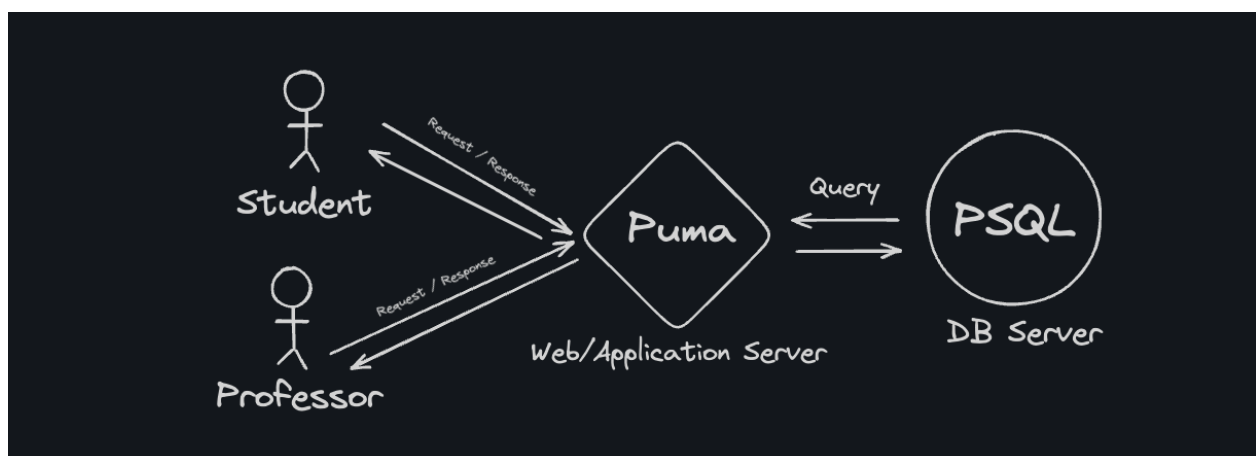 Request / Response
Student
Query
Puma
PSQL
Request / Response
Web/Application Server
DB Server
Professor